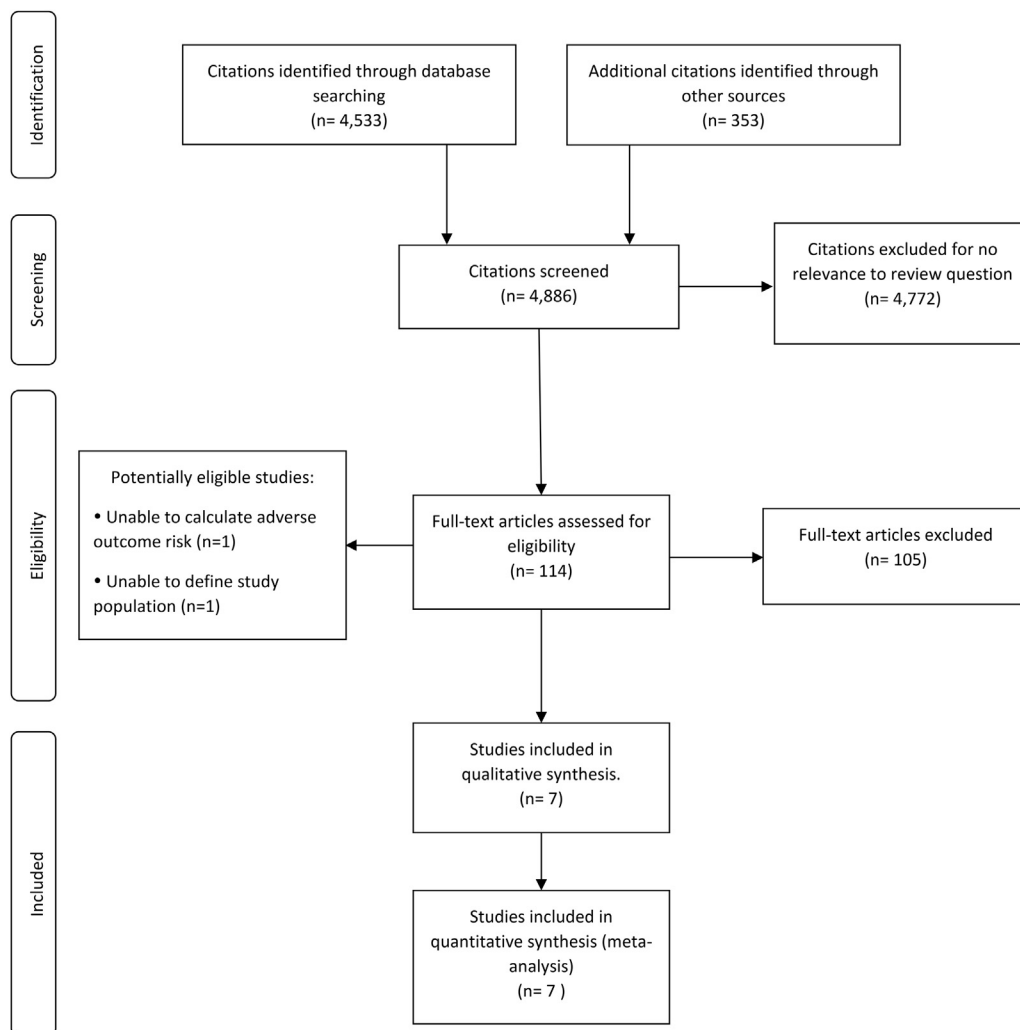 Identification
Citations identified through database
searching
(n= 4,533)
Additional citations identified through
other sources
(n= 353)
Screening
Citations screened
(n= 4,886)
Citations excluded for no
relevance to review question
(n= 4,772)
Eligibility
Potentially eligible studies:
• Unable to calculate adverse
outcome risk (n=1)
• Unable to define study
population (n=1)
Full-text articles assessed for
eligibility
(n= 114)
Full-text articles excluded
(n= 105)
Included
Studies included in
qualitative synthesis.
(n= 7)
Studies included in
quantitative synthesis (meta-
analysis)
(n= 7 )